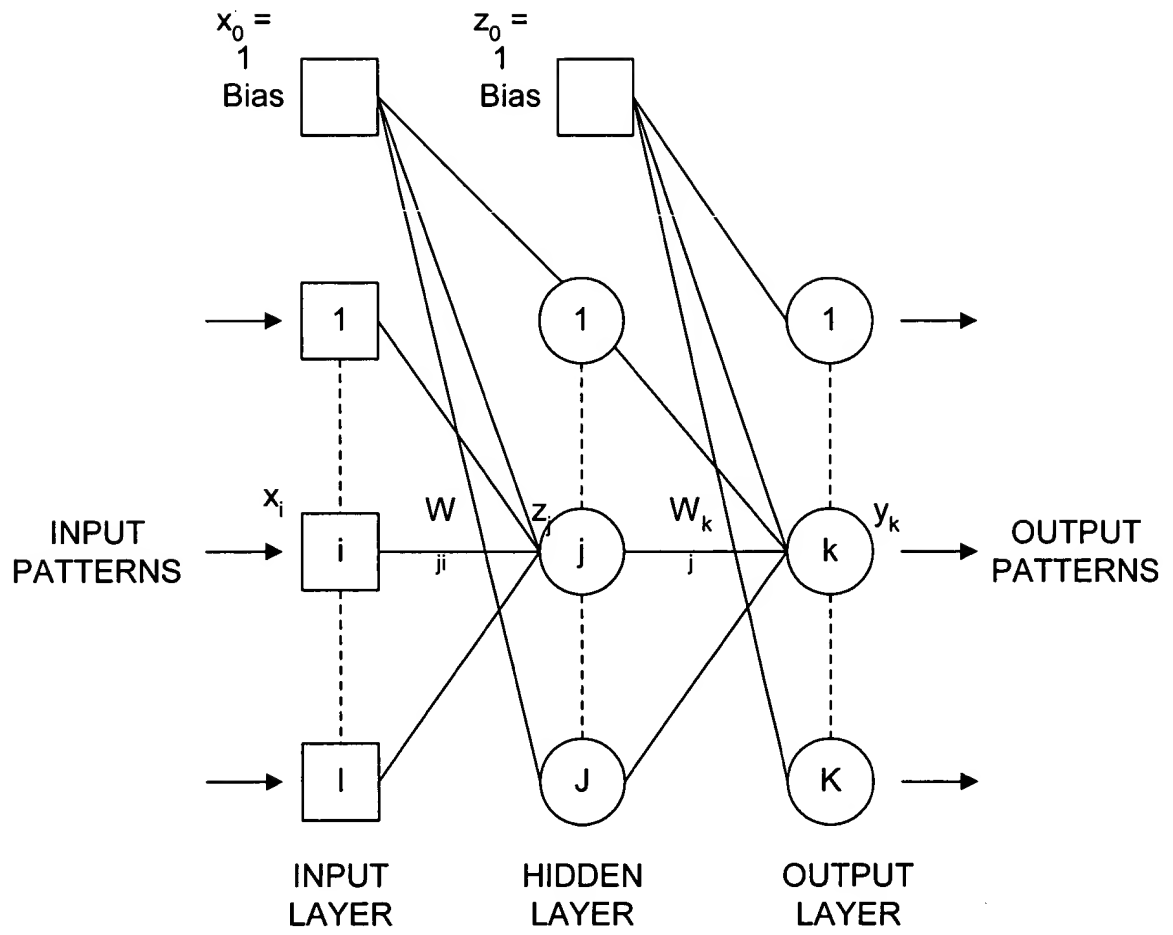 x0 =
1
Bias
z0 =
1
Bias
1
1
1
xi
W
ji
zj
Wk
j
yk
INPUT
PATTERNS
i
j
k
OUTPUT
PATTERNS
I
J
K
INPUT
LAYER
HIDDEN
LAYER
OUTPUT
LAYER